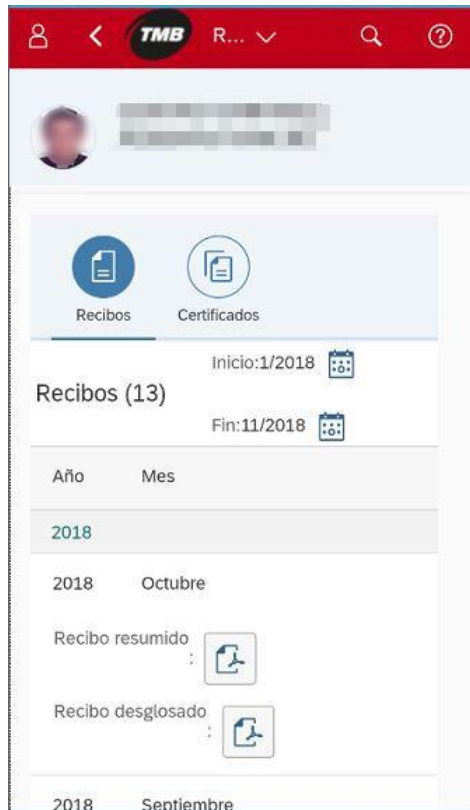 TMB R...
Recibos Certificados
Inicio:1/2018
Recibos (13)
Fin:11/2018
Año Mes
2018
2018 Octubre
Recibo resumido
:
Recibo desglosado
:
2018 Septiembre